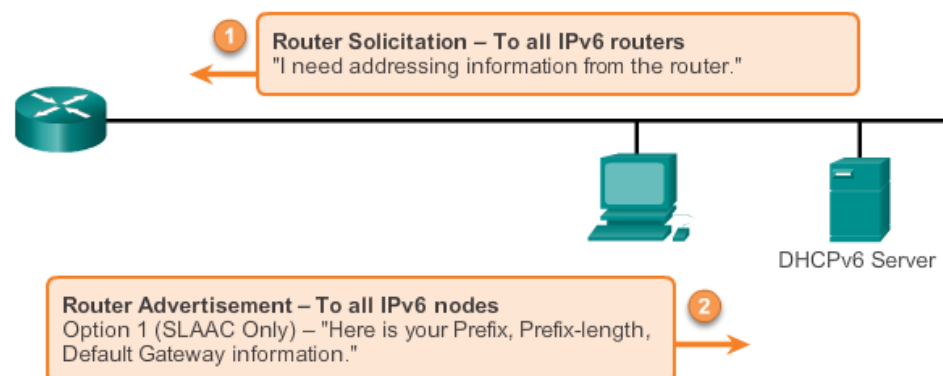 1
Router Solicitation – To all IPv6 routers
"I need addressing information from the router."
DHCPv6 Server
Router Advertisement – To all IPv6 nodes
Option 1 (SLAAC Only) – "Here is your Prefix, Prefix-length,
Default Gateway information."
2